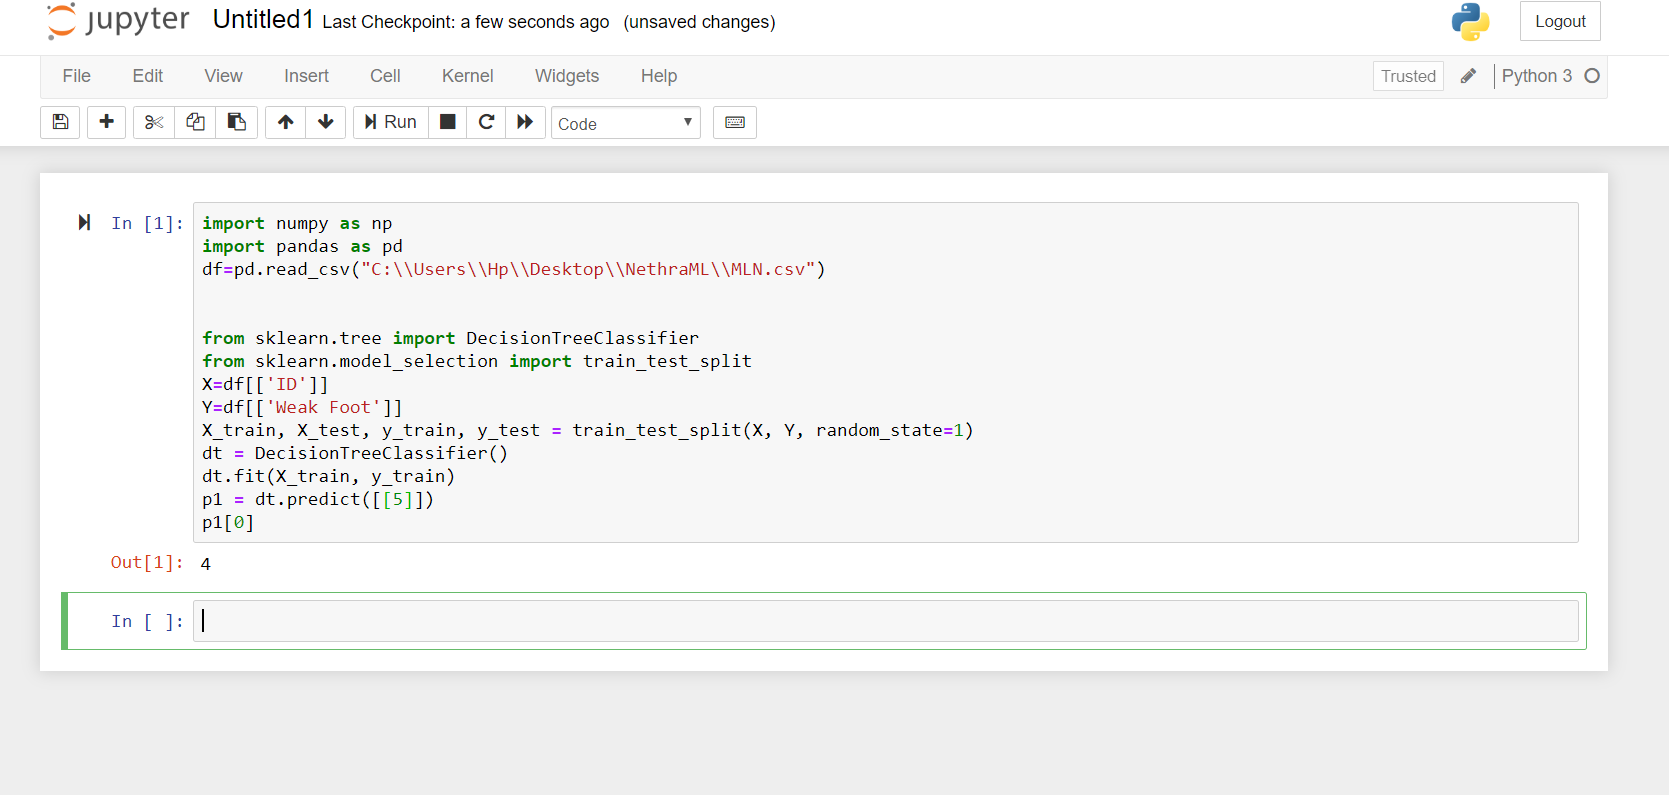 jupyter Untitled1 Last Checkpoint: a few seconds ago (unsaved changes)
Logout
File Edit View Insert Cell Kernel Widgets Help
Trusted Python 3
Run Code
In [1]:
import numpy as np
import pandas as pd
df=pd.read_csv("C:\\Users\\Hp\\Desktop\\NethraML\\MLN.csv")
from sklearn.tree import DecisionTreeClassifier
from sklearn.model_selection import train_test_split
X=df[['ID']]
Y=df[['Weak Foot']]
X_train, X_test, y_train, y_test = train_test_split(X, Y, random_state=1)
dt = DecisionTreeClassifier()
dt.fit(X_train, y_train)
p1 = dt.predict([[5]])
p1[0]
Out[1]: 4
In [ ]: